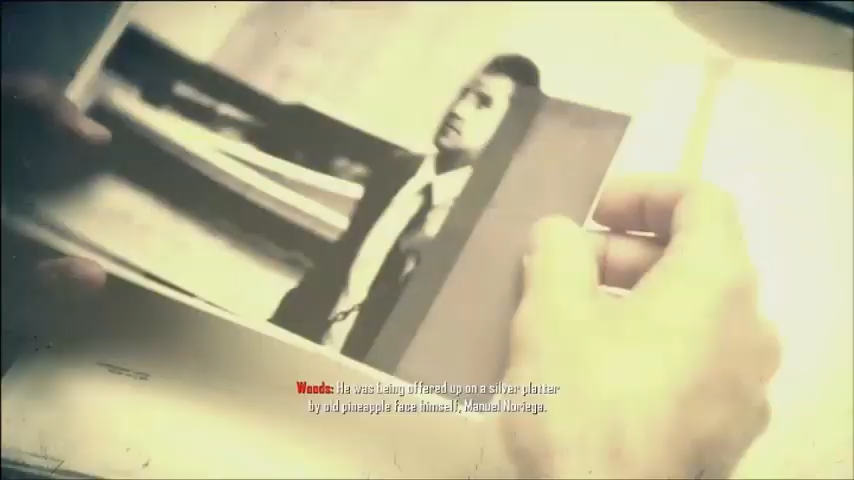 Woods: He was being offered up on a silver platter
by old pineapple face himself, Manuel Noriega.